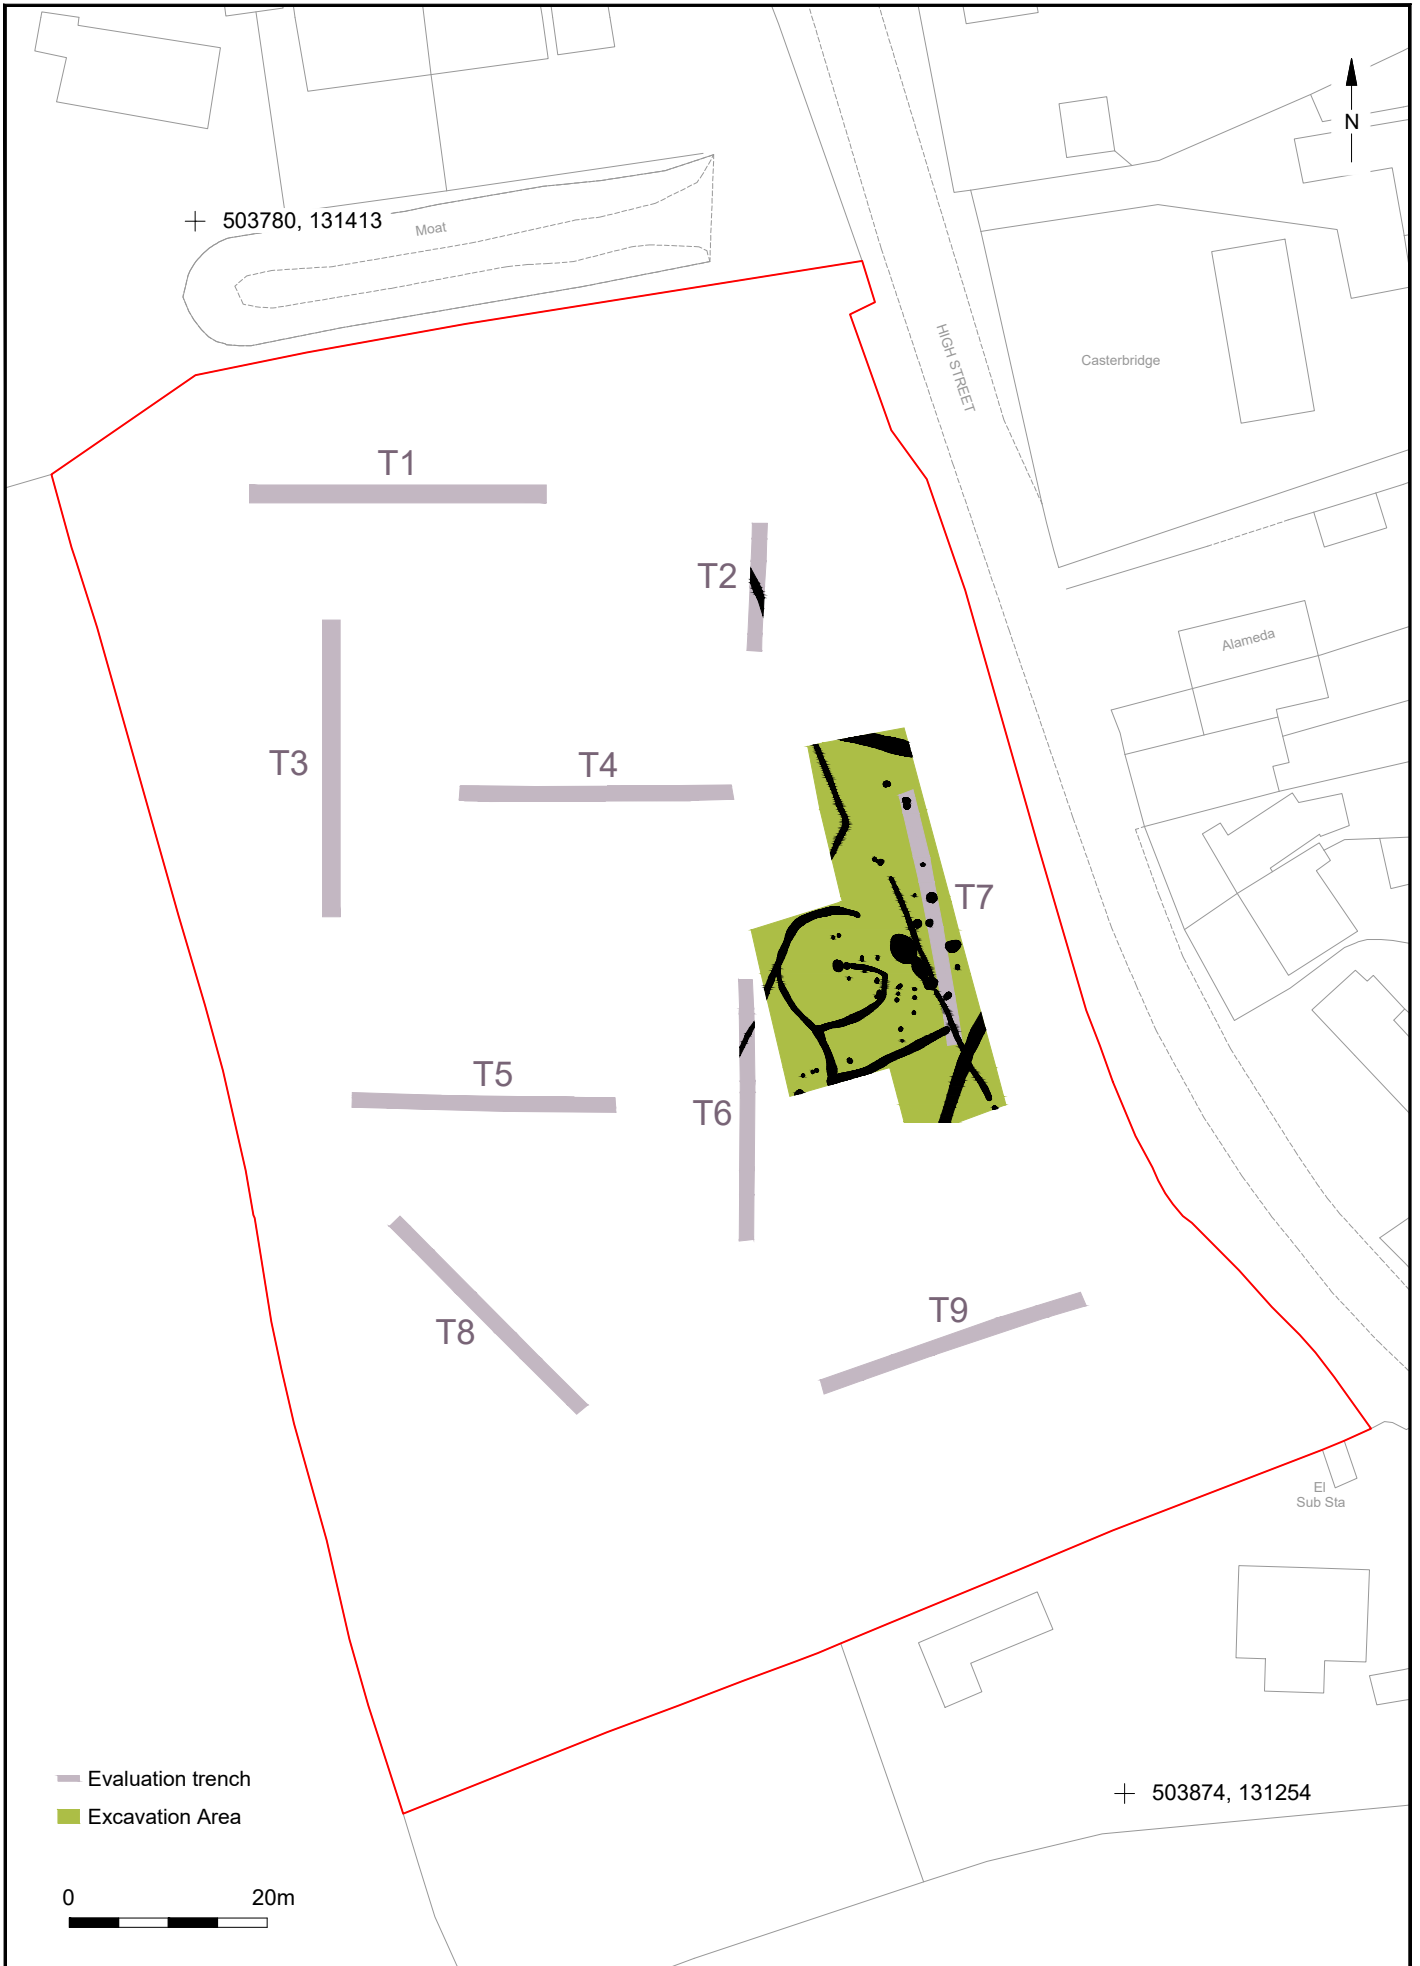 N
503780, 131413
Moat
HIGH STREET
Casterbridge
T1
T2
Alameda
T3
T4
T7
T5
T6
T8
T9
El
Sub Sta
Evaluation trench
Excavation Area
503874, 131254
0 20m